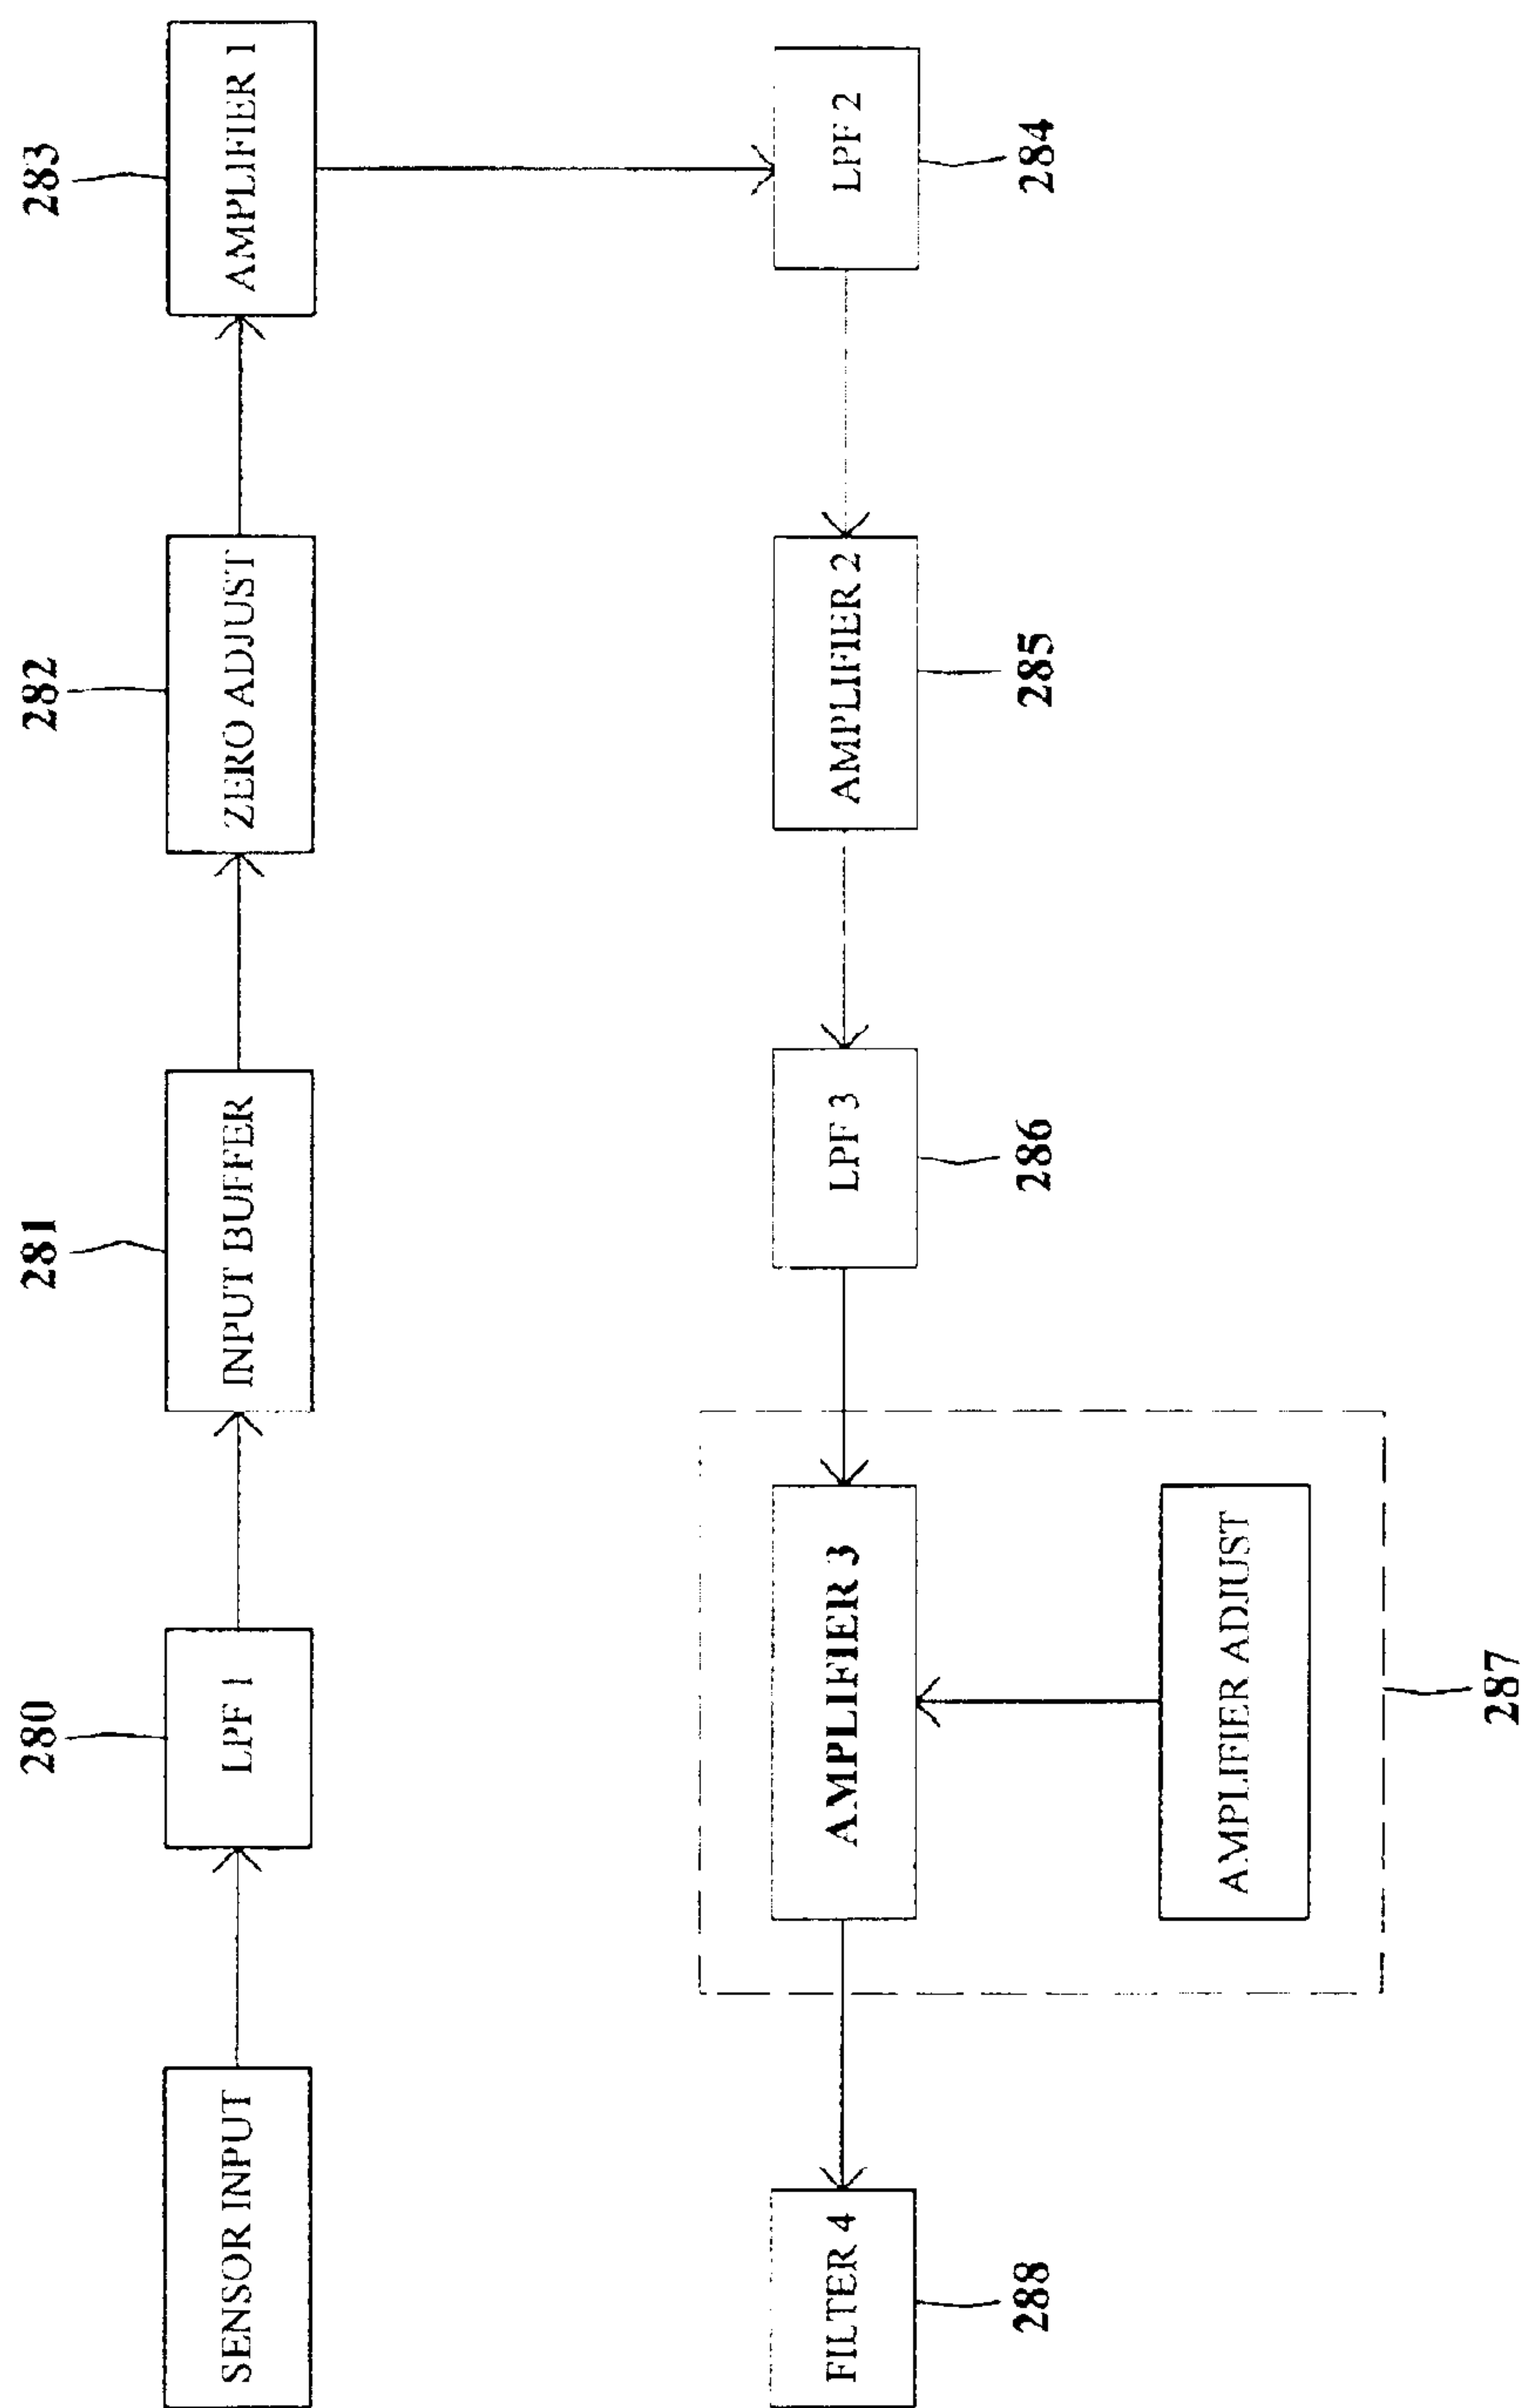 SENSOR INPUT
LPF 1
280
INPUT BUFFER
281
ZERO ADJUST
282
AMPLIFIER 1
283
LPF 2
284
AMPLIFIER 2
285
LPF 3
286
AMPLIFIER 3
AMPLIFIER ADJUST
287
FILTER 4
288